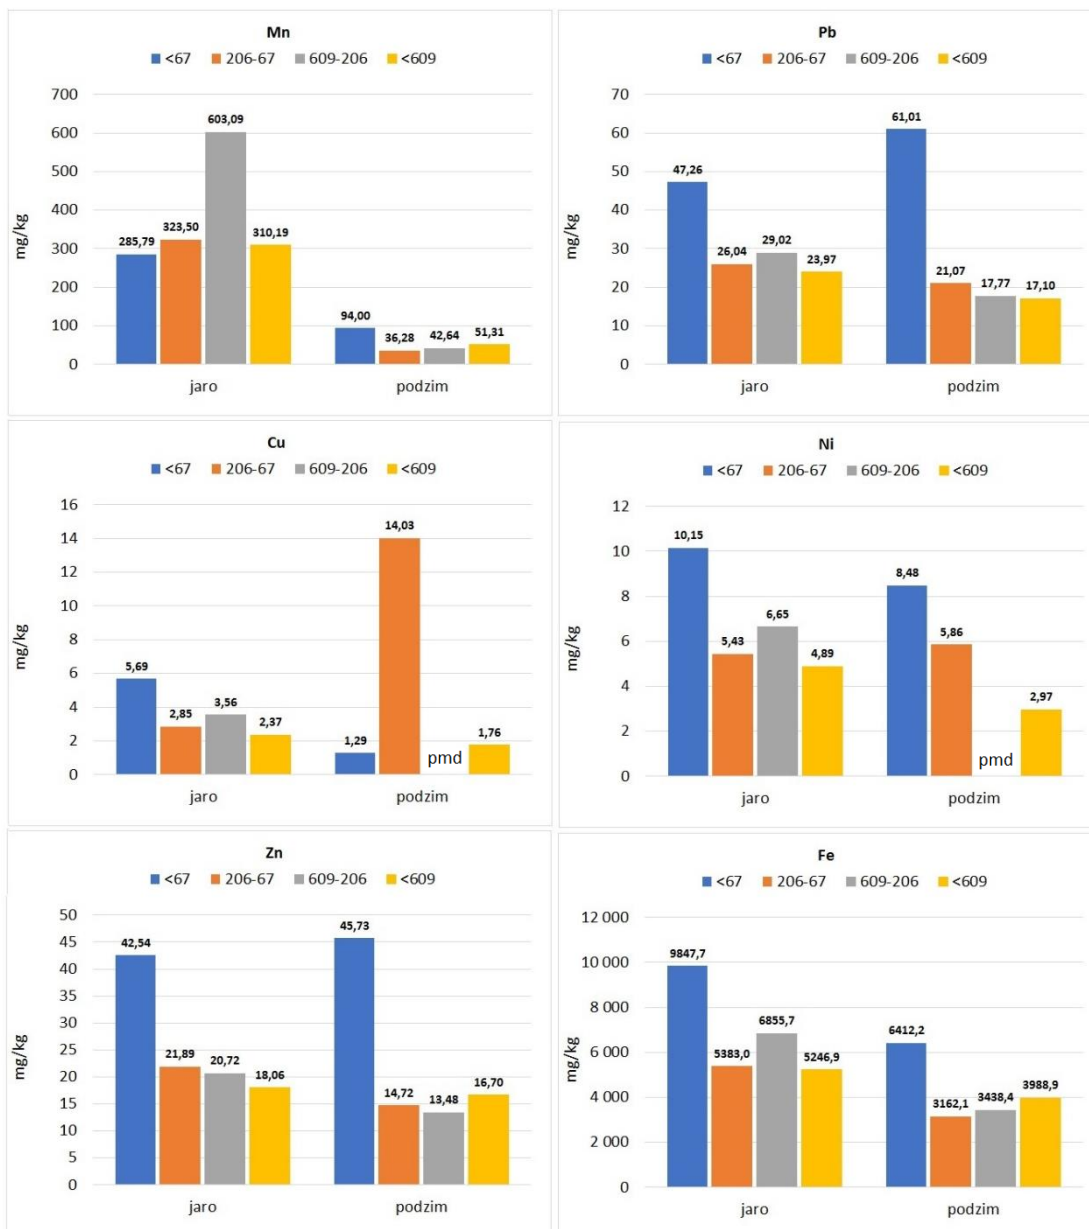 Mn
<67 206-67 609-206 <609
mg/kg
700
600
500
400
300
200
100
0
285,79 323,50 603,09 310,19
94,00 36,28 42,64 51,31
jaro podzim
Pb
<67 206-67 609-206 <609
mg/kg
70
60
50
40
30
20
10
0
47,26 26,04 29,02 23,97
61,01 21,07 17,77 17,10
jaro podzim
Cu
<67 206-67 609-206 <609
mg/kg
16
14
12
10
8
6
4
2
0
5,69 2,85 3,56 2,37
1,29 14,03 pmd 1,76
jaro podzim
Ni
<67 206-67 609-206 <609
mg/kg
12
10
8
6
4
2
0
10,15 5,43 6,65 4,89
8,48 5,86 pmd 2,97
jaro podzim
Zn
<67 206-67 609-206 <609
mg/kg
50
45
40
35
30
25
20
15
10
5
0
42,54 21,89 20,72 18,06
45,73 14,72 13,48 16,70
jaro podzim
Fe
<67 206-67 609-206 <609
mg/kg
12 000
10 000
8 000
6 000
4 000
2 000
0
9847,7 5383,0 6855,7 5246,9
6412,2 3162,1 3438,4 3988,9
jaro podzim